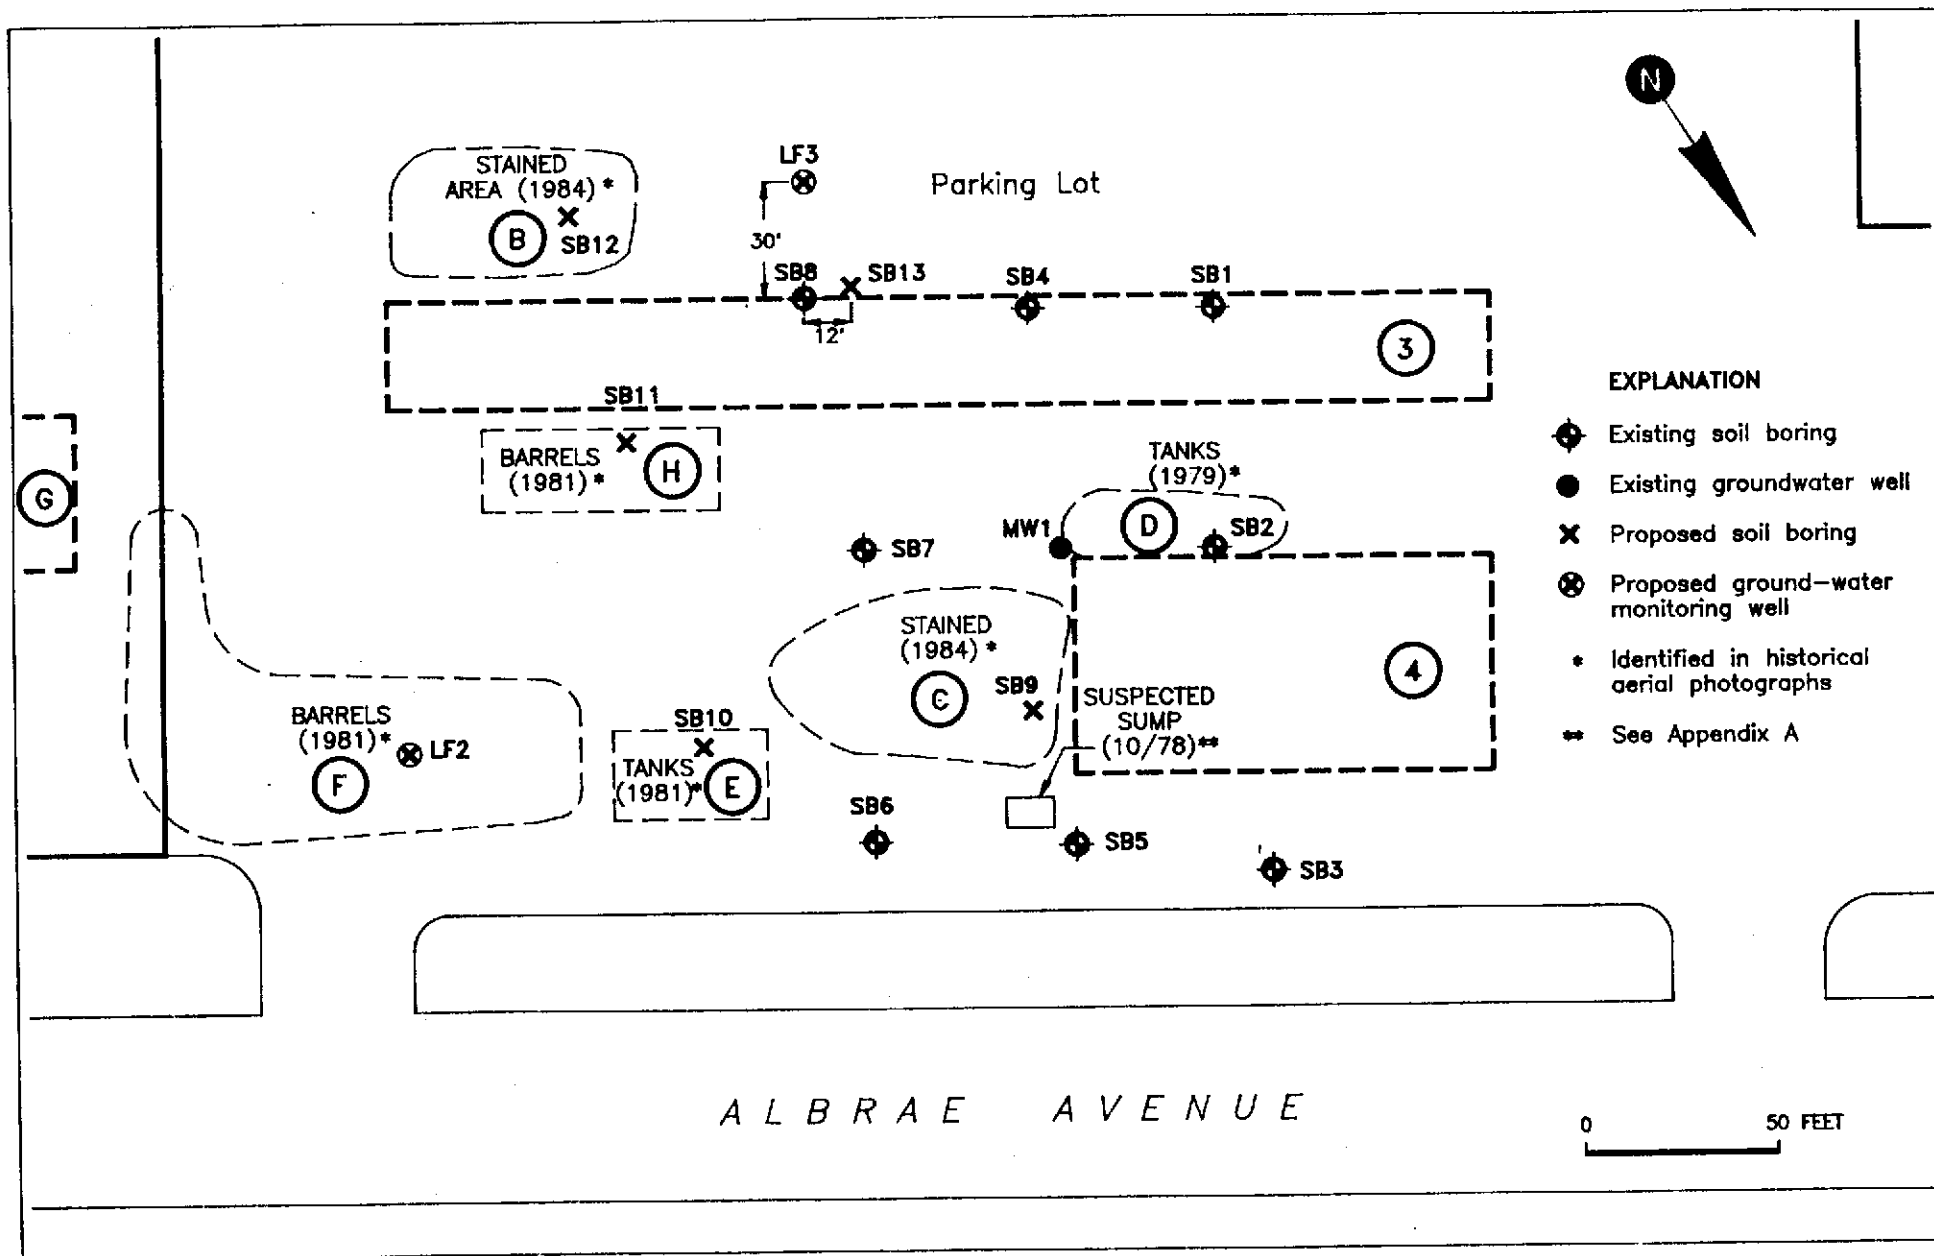 N
LF3
Parking Lot
STAINED
AREA (1984) *
B
SB12
30'
SB8
SB13
SB4
SB1
12'
3
SB11
BARRELS
(1981) *
H
G
TANKS
(1979)*
D
MW1
SB2
SB7
STAINED
(1984) *
C
SB9
SUSPECTED
SUMP
(10/78)**
4
BARRELS
(1981)*
LF2
F
SB10
TANKS
(1981)*
E
SB6
SB5
SB3
EXPLANATION
Existing soil boring
Existing groundwater well
Proposed soil boring
Proposed ground-water
monitoring well
* Identified in historical
aerial photographs
** See Appendix A
ALBRAE AVENUE
0 50 FEET